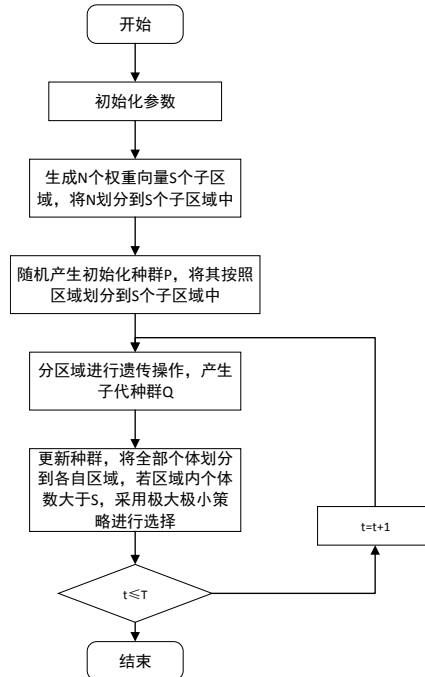 开始
初始化参数
生成N个权重向量S个子区
域，将N划分到S个子区域中
随机产生初始化种群P，将其按照
区域划分到S个子区域中
分区域进行遗传操作，产生
子代种群Q
更新种群，将全部个体划分
到各自区域，若区域内个体
数大于S，采用极大极小策
略进行选择
t=t+1
t≤T
结束